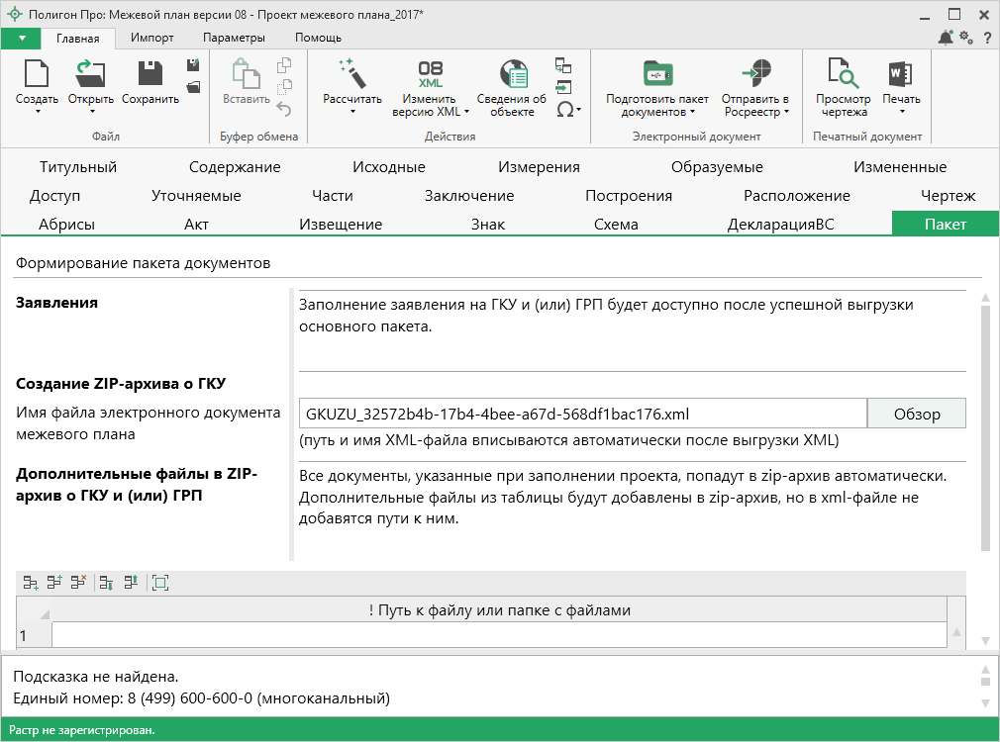 Полигон Про: Межевой план версии 08 - Проект межевого плана_2017*
Главная Импорт Параметры Помощь
?
Создать Открыть Сохранить
Файл
Вставить
Буфер обмена
Рассчитать
08 XML
Изменить версию XML
Сведения об объекте
Ω
Действия
Подготовить пакет документов
Отправить в Росреестр
Электронный документ
Просмотр чертежа
W
Печать
Печатный документ
Титульный Содержание Исходные Измерения Образуемые Измененные
Доступ Уточняемые Части Заключение Построения Расположение Чертеж
Абрисы Акт Извещение Знак Схема ДекларацияВС Пакет
Формирование пакета документов
Заявления
Заполнение заявления на ГКУ и (или) ГРП будет доступно после успешной выгрузки
основного пакета.
Создание ZIP-архива о ГКУ
Имя файла электронного документа
межевого плана
GKUZU_32572b4b-17b4-4bee-a67d-568df1bac176.xml Обзор
(путь и имя XML-файла вписываются автоматически после выгрузки XML)
Дополнительные файлы в ZIP-
архив о ГКУ и (или) ГРП
Все документы, указанные при заполнении проекта, попадут в zip-архив автоматически.
Дополнительные файлы из таблицы будут добавлены в zip-архив, но в xml-файле не
добавятся пути к ним.
! Путь к файлу или папке с файлами
1
Подсказка не найдена.
Единый номер: 8 (499) 600-600-0 (многоканальный)
Растр не зарегистрирован.